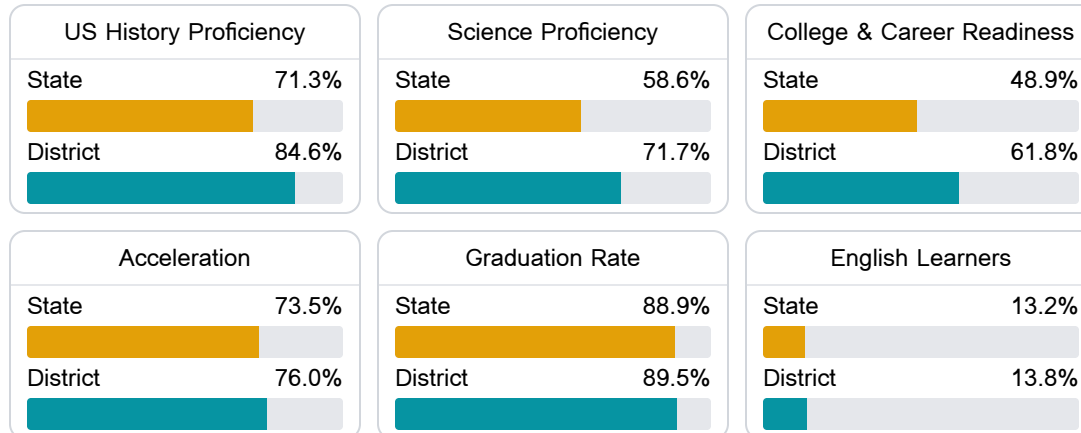 US History Proficiency
State 71.3%
District 84.6%
Science Proficiency
State 58.6%
District 71.7%
College & Career Readiness
State 48.9%
District 61.8%
Acceleration
State 73.5%
District 76.0%
Graduation Rate
State 88.9%
District 89.5%
English Learners
State 13.2%
District 13.8%